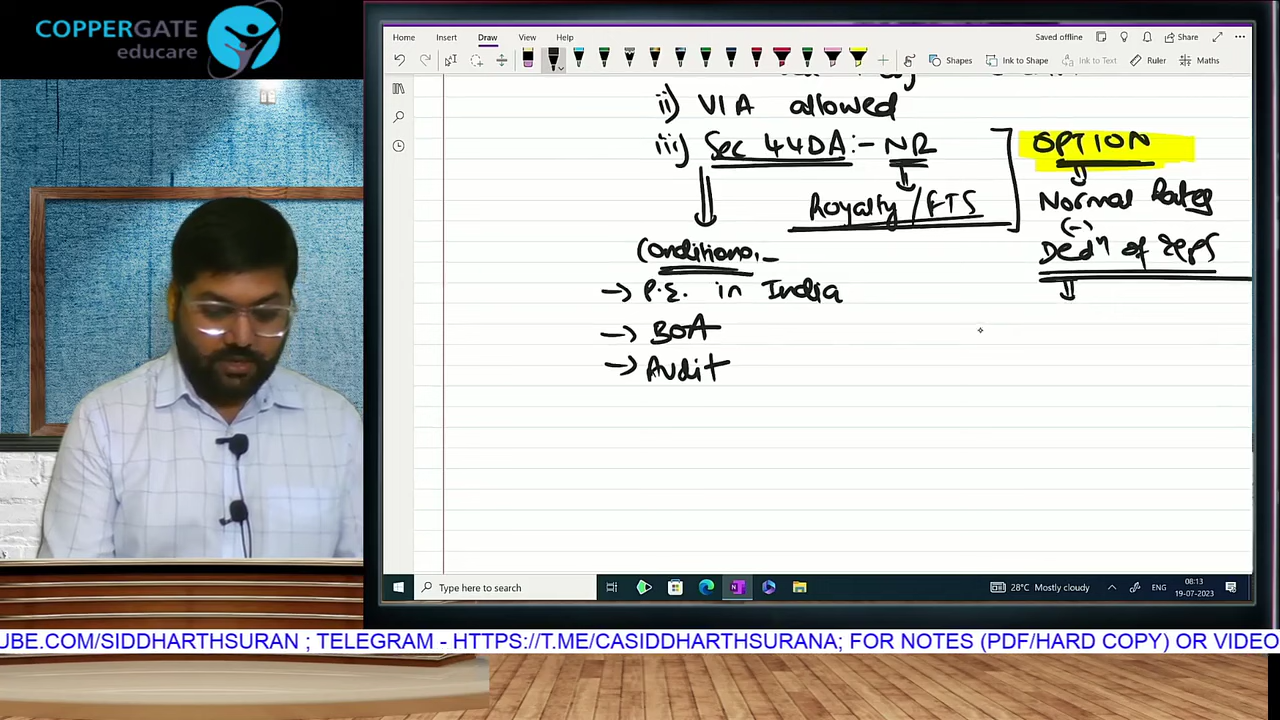 COPPERGATE
educare
Home Insert Draw View Help
Saved offline
Share
Shapes
Ink to Shape
Ink to Text
Ruler
Maths
ii) VIA allowed
iii) Sec 44DA:- NR
Royalty / FTS
OPTION
Normal Rates
(-)
Dedn of Exps
Conditions
→ P.E. in India
→ BOA
→ Audit
Type here to search
28°C Mostly cloudy
ENG
08:13
19-07-2023
UBE.COM/SIDDHARTHSURAN ; TELEGRAM - HTTPS://T.ME/CASIDDHARTHSURANA; FOR NOTES (PDF/HARD COPY) OR VIDEO